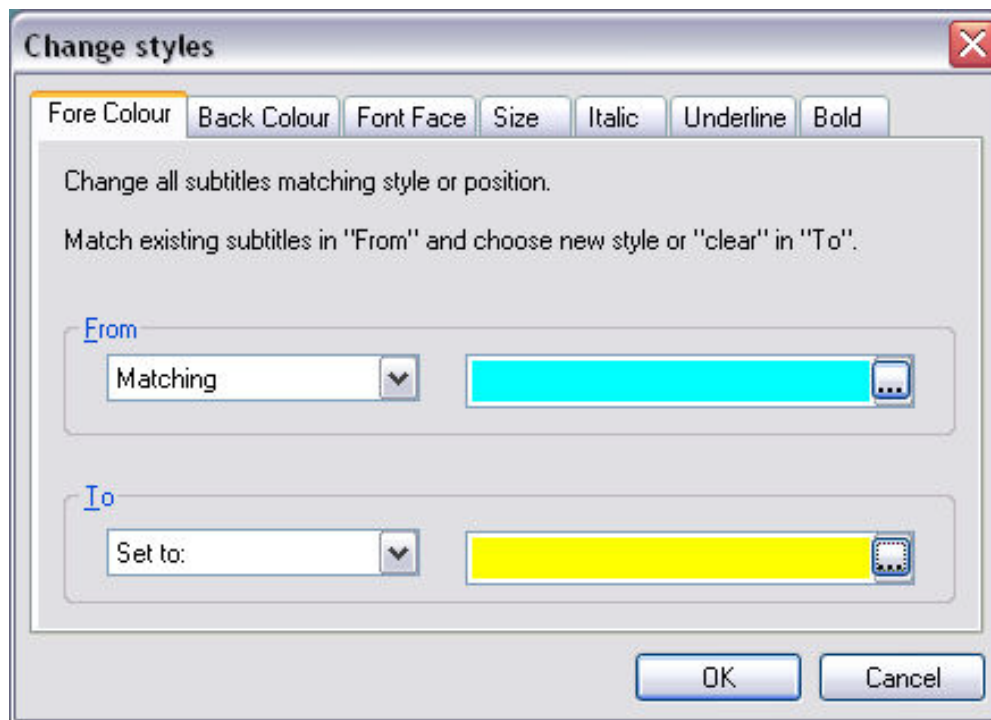 Change styles
Fore Colour Back Colour Font Face Size Italic Underline Bold
Change all subtitles matching style or position.
Match existing subtitles in "From" and choose new style or "clear" in "To".
From
Matching ...
To
Set to: ...
OK Cancel